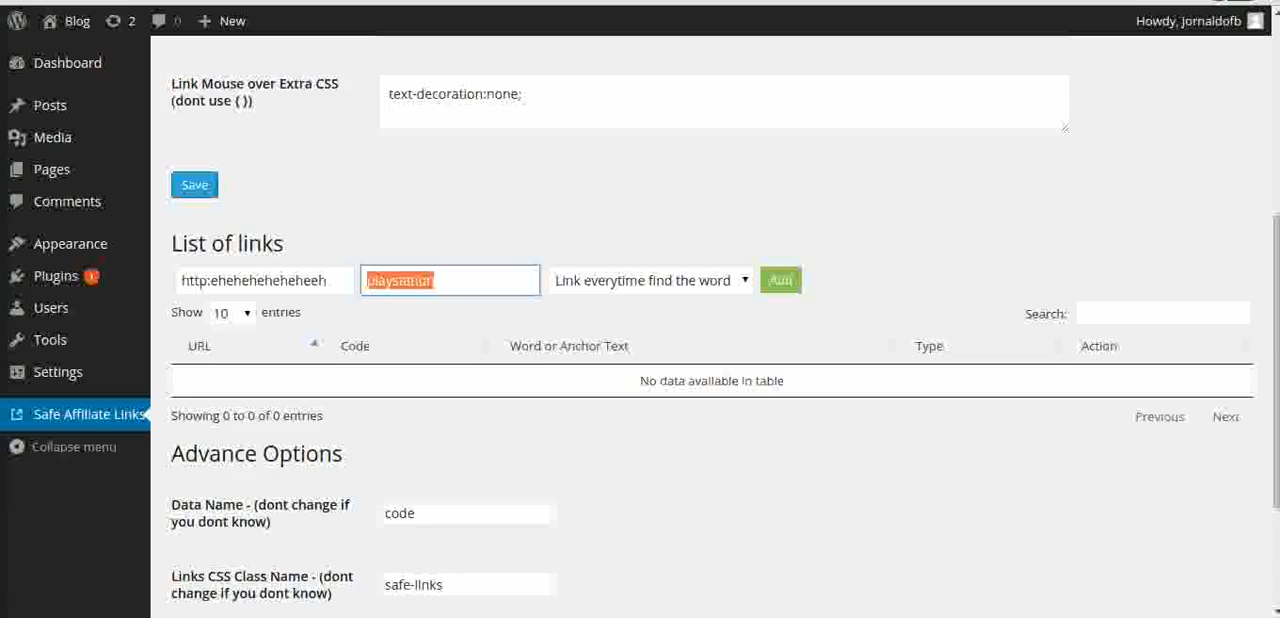 Blog 2 0 New
Howdy, jornaldofb
Dashboard
Posts
Media
Pages
Comments
Appearance
Plugins 1
Users
Tools
Settings
Safe Affiliate Links
Collapse menu
Link Mouse over Extra CSS
(dont use { })
text-decoration:none;
Save
List of links
http:eheheheheheheeh
Link everytime find the word
Show 10 entries
Search:
URL Code Word or Anchor Text Type Action
No data available in table
Showing 0 to 0 of 0 entries
Previous Next
Advance Options
Data Name - (dont change if
you dont know)
code
Links CSS Class Name - (dont
change if you dont know)
safe-links